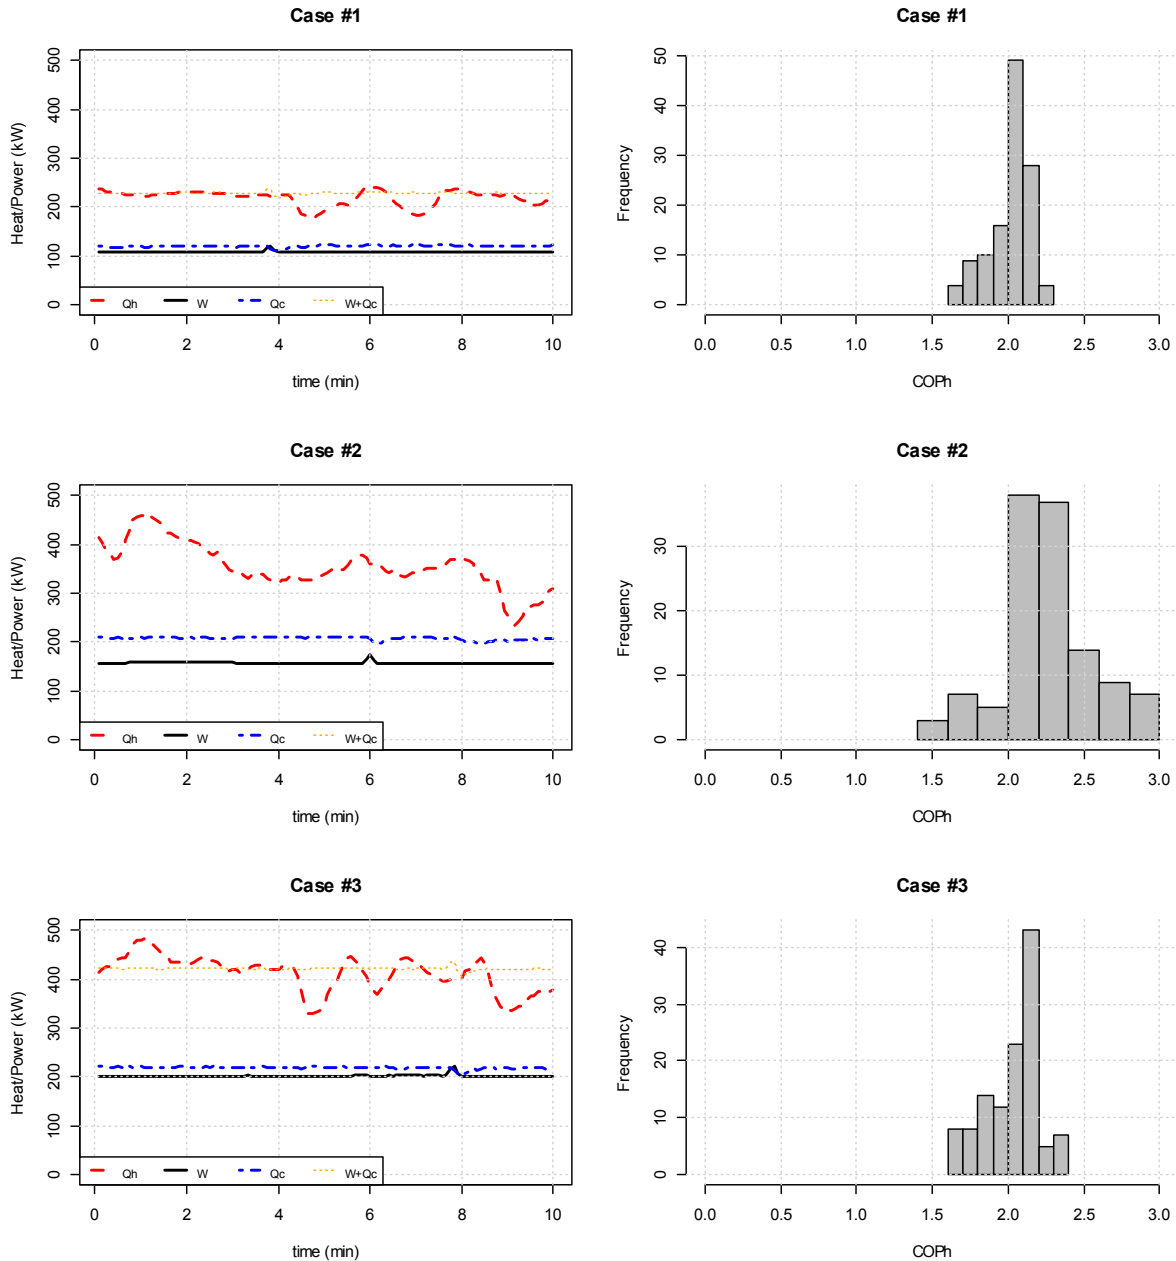 Case #1
Heat/Power (kW)
500
400
300
200
100
0
Qh W Qc W+Qc
0 2 4 6 8 10
time (min)
Case #1
Frequency
50
40
30
20
10
0
0.0 0.5 1.0 1.5 2.0 2.5 3.0
COPh
Case #2
Heat/Power (kW)
500
400
300
200
100
0
Qh W Qc W+Qc
0 2 4 6 8 10
time (min)
Case #2
Frequency
30
20
10
0
0.0 0.5 1.0 1.5 2.0 2.5 3.0
COPh
Case #3
Heat/Power (kW)
500
400
300
200
100
0
Qh W Qc W+Qc
0 2 4 6 8 10
time (min)
Case #3
Frequency
40
30
20
10
0
0.0 0.5 1.0 1.5 2.0 2.5 3.0
COPh